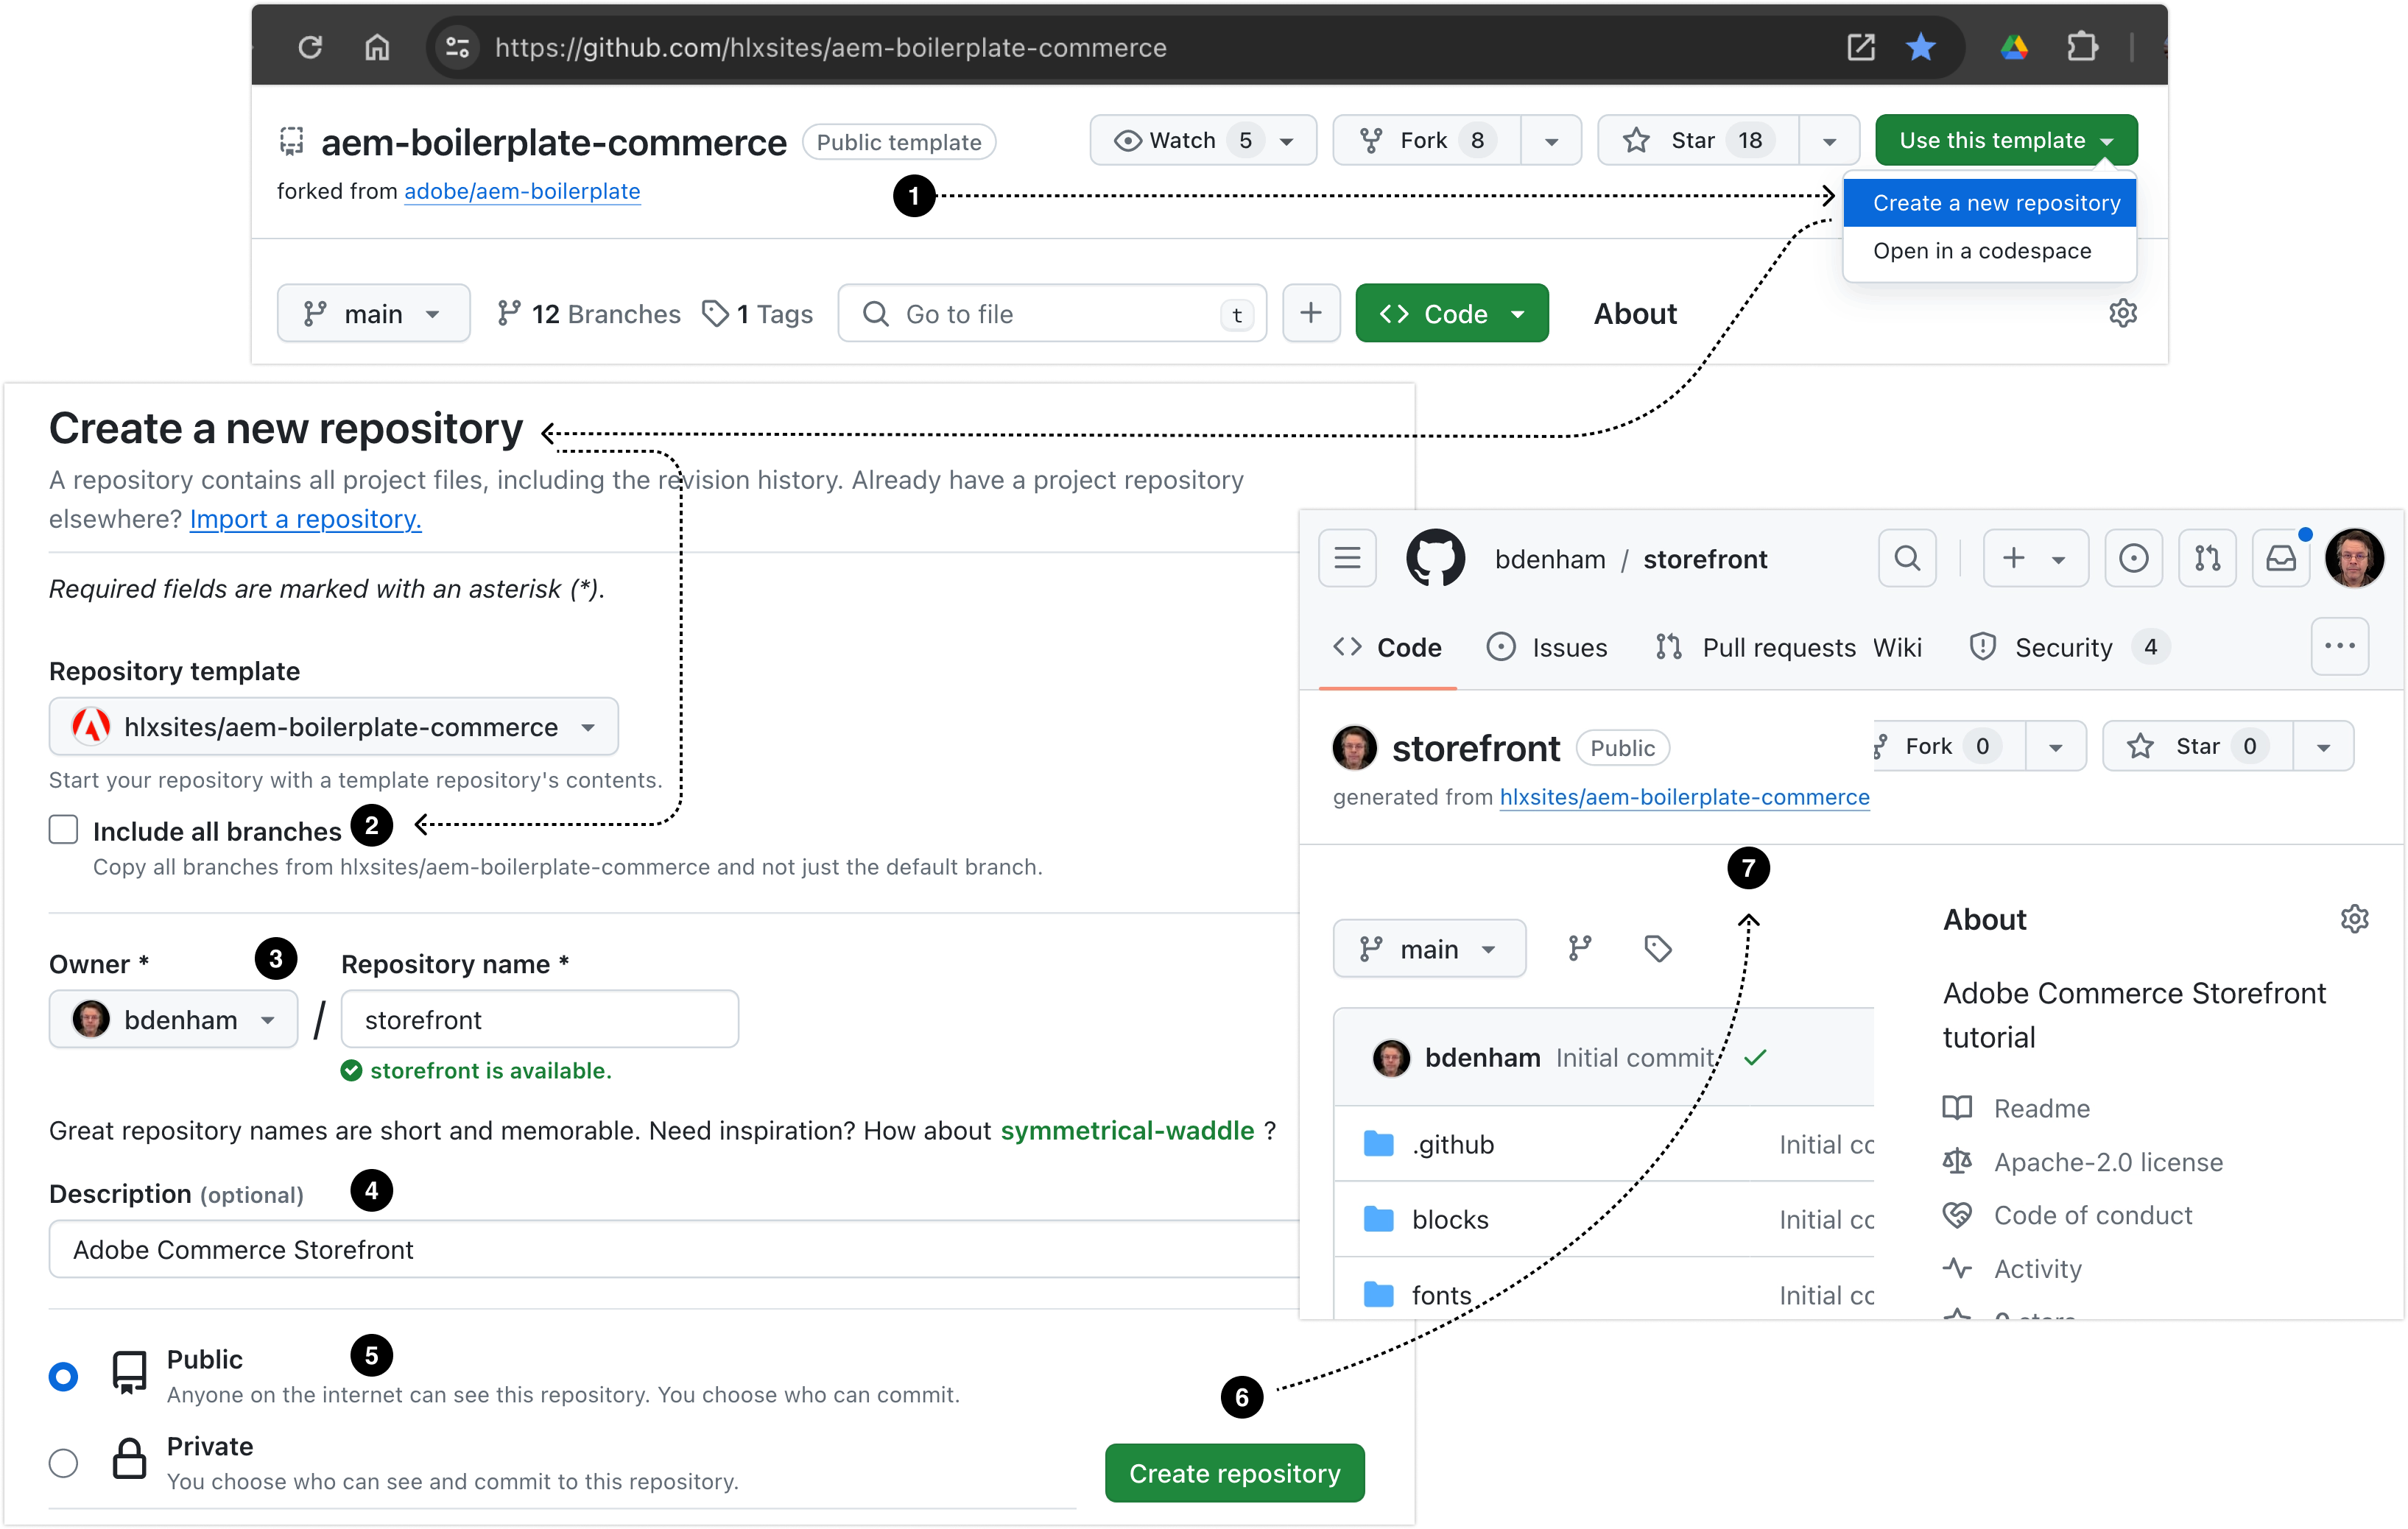 https://github.com/hlxsites/aem-boilerplate-commerce
aem-boilerplate-commerce Public template Watch 5 Fork 8 Star 18 Use this template
forked from adobe/aem-boilerplate
1
Create a new repository
Open in a codespace
main 12 Branches 1 Tags Go to file t + Code About
Create a new repository
A repository contains all project files, including the revision history. Already have a project repository
elsewhere? Import a repository.
Required fields are marked with an asterisk (*).
Repository template
hlxsites/aem-boilerplate-commerce
Start your repository with a template repository's contents.
Include all branches 2
Copy all branches from hlxsites/aem-boilerplate-commerce and not just the default branch.
Owner * 3 Repository name *
bdenham / storefront
storefront is available.
Great repository names are short and memorable. Need inspiration? How about symmetrical-waddle ?
Description (optional) 4
Adobe Commerce Storefront
Public 5
Anyone on the internet can see this repository. You choose who can commit.
Private
You choose who can see and commit to this repository.
6
Create repository
bdenham / storefront
Code Issues Pull requests Wiki Security 4
storefront Public Fork 0 Star 0
generated from hlxsites/aem-boilerplate-commerce
7
main
bdenham Initial commit
.github Initial co
blocks Initial co
fonts Initial co
About
Adobe Commerce Storefront
tutorial
Readme
Apache-2.0 license
Code of conduct
Activity